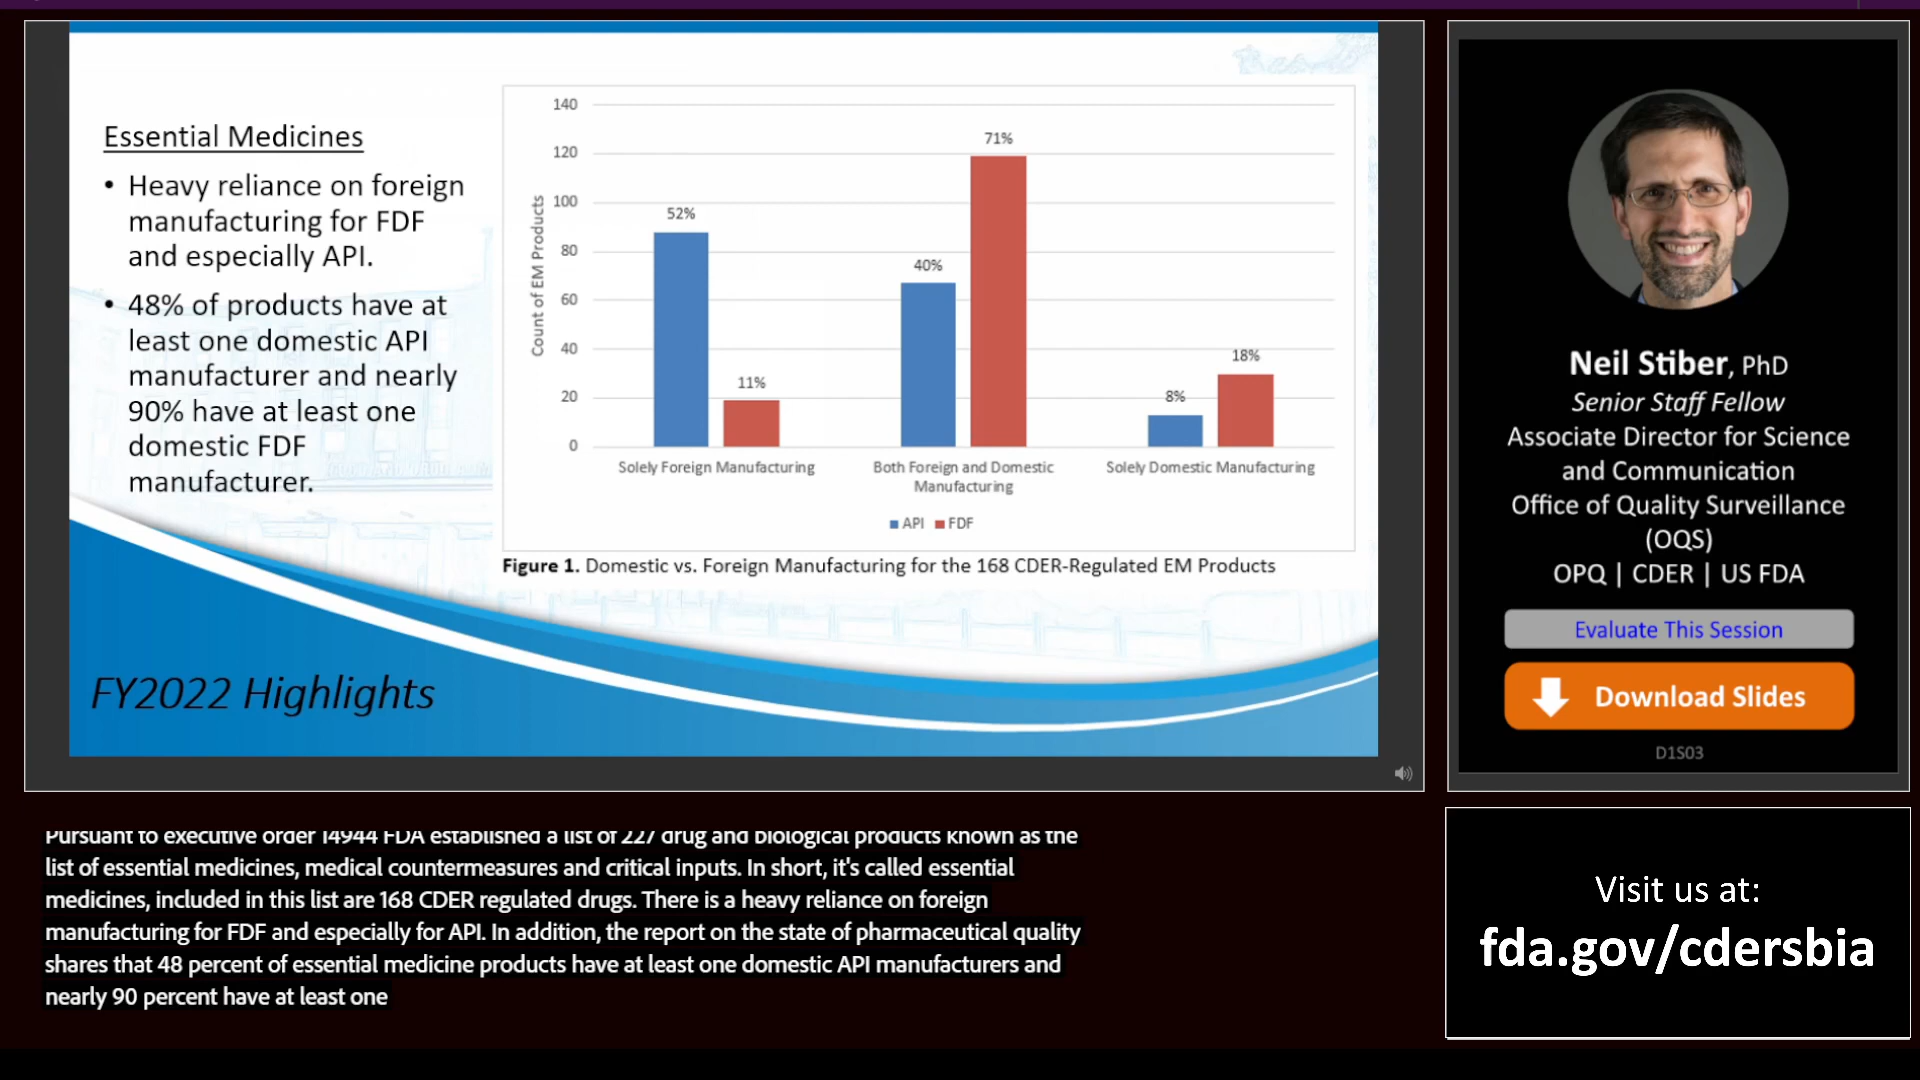 Essential Medicines
• Heavy reliance on foreign
manufacturing for FDF
and especially API.
• 48% of products have at
least one domestic API
manufacturer and nearly
90% have at least one
domestic FDF
manufacturer.
FY2022 Highlights
Count of EM Products
140
120
100
80
60
40
20
0
52%
11%
40%
71%
8%
18%
Solely Foreign Manufacturing
Both Foreign and Domestic
Manufacturing
Solely Domestic Manufacturing
API FDF
Figure 1. Domestic vs. Foreign Manufacturing for the 168 CDER-Regulated EM Products
Neil Stiber, PhD
Senior Staff Fellow
Associate Director for Science
and Communication
Office of Quality Surveillance
(OQS)
OPQ | CDER | US FDA
Evaluate This Session
Download Slides
D1S03
Pursuant to executive order 14944 FDA established a list of 227 drug and biological products known as the
list of essential medicines, medical countermeasures and critical inputs. In short, it's called essential
medicines, included in this list are 168 CDER regulated drugs. There is a heavy reliance on foreign
manufacturing for FDF and especially for API. In addition, the report on the state of pharmaceutical quality
shares that 48 percent of essential medicine products have at least one domestic API manufacturers and
nearly 90 percent have at least one
Visit us at:
fda.gov/cdersbia